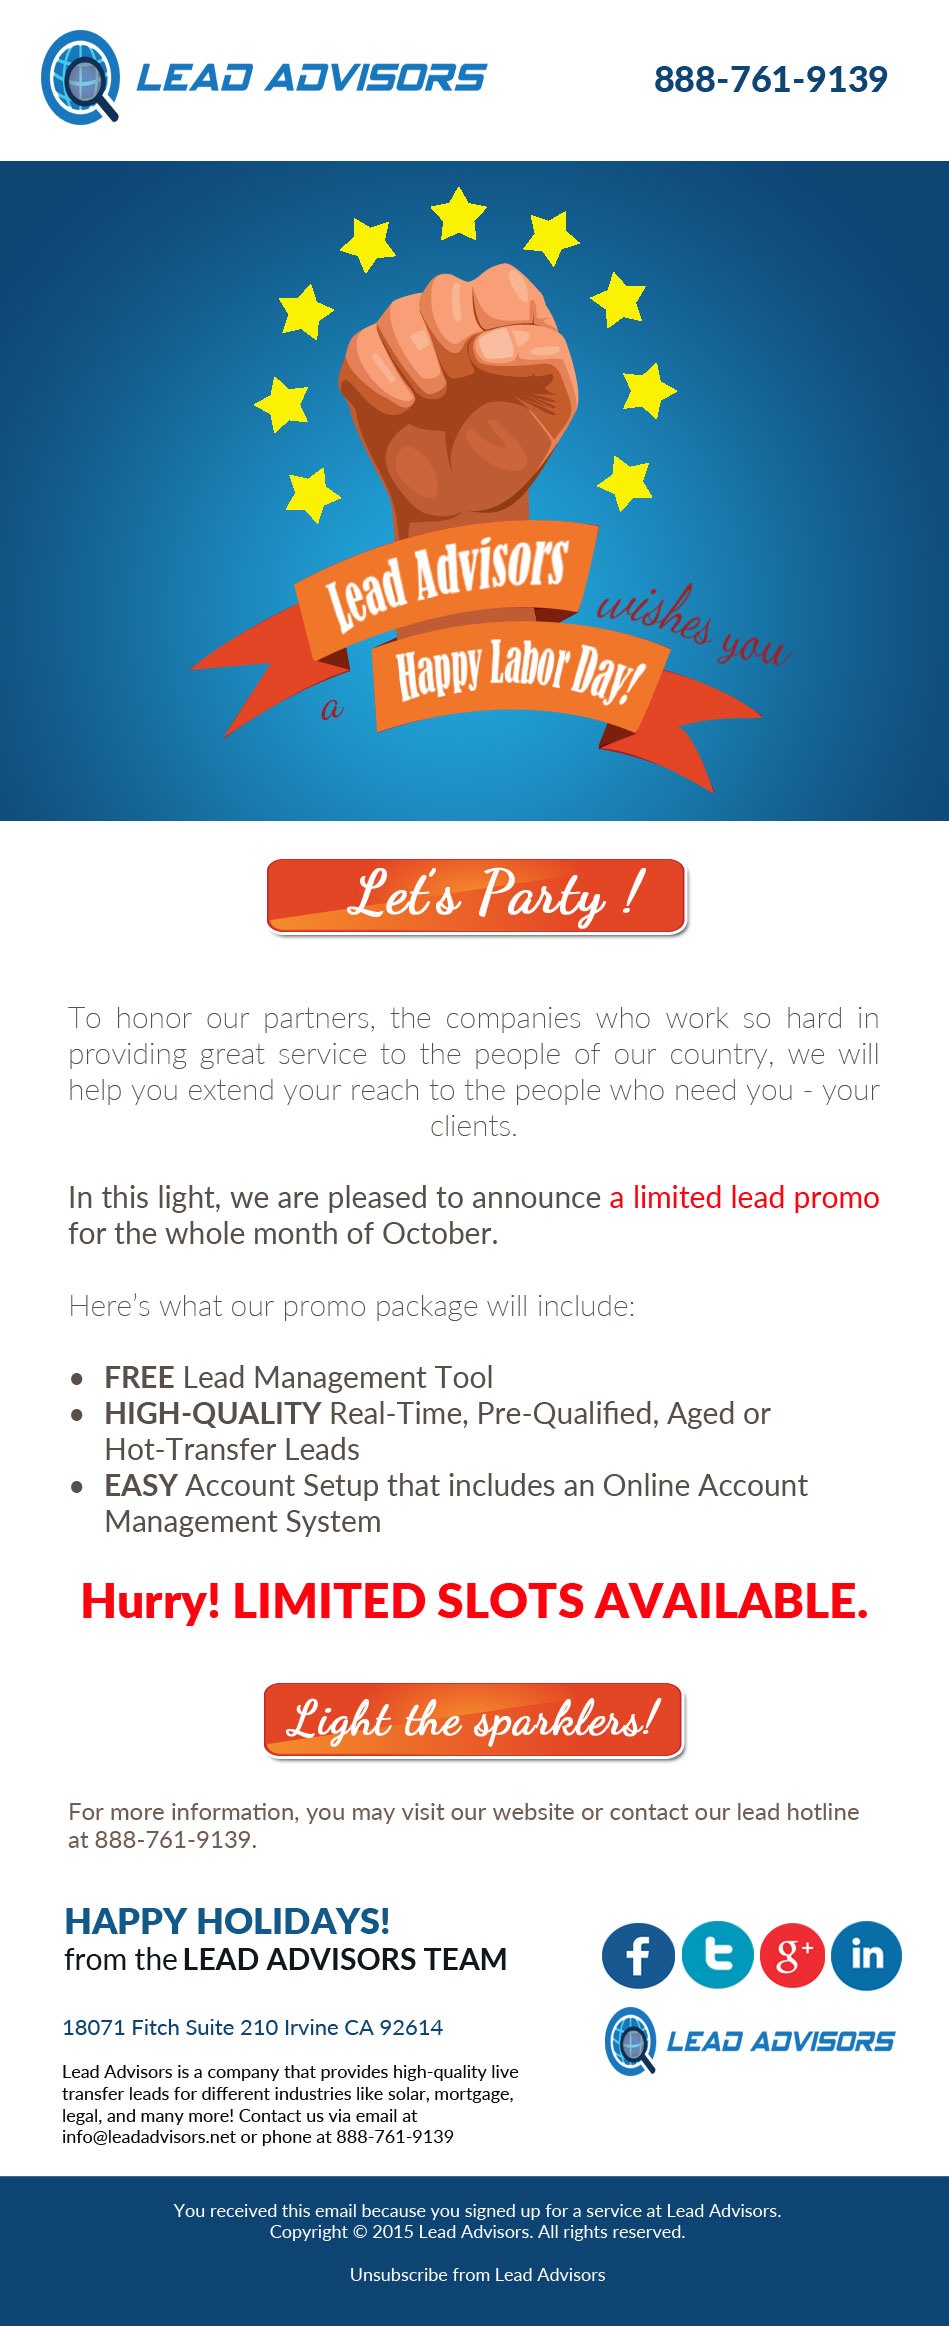 LEAD ADVISORS
888-761-9139
Lead Advisors
wishes you
a
Happy Labor Day!
Let's Party !
To honor our partners, the companies who work so hard in
providing great service to the people of our country, we will
help you extend your reach to the people who need you - your
clients.
In this light, we are pleased to announce a limited lead promo
for the whole month of October.
Here's what our promo package will include:
• FREE Lead Management Tool
• HIGH-QUALITY Real-Time, Pre-Qualified, Aged or
Hot-Transfer Leads
• EASY Account Setup that includes an Online Account
Management System
Hurry! LIMITED SLOTS AVAILABLE.
Light the sparklers!
For more information, you may visit our website or contact our lead hotline
at 888-761-9139.
HAPPY HOLIDAYS!
from the LEAD ADVISORS TEAM
f t g+ in
18071 Fitch Suite 210 Irvine CA 92614
LEAD ADVISORS
Lead Advisors is a company that provides high-quality live
transfer leads for different industries like solar, mortgage,
legal, and many more! Contact us via email at
info@leadadvisors.net or phone at 888-761-9139
You received this email because you signed up for a service at Lead Advisors.
Copyright © 2015 Lead Advisors. All rights reserved.
Unsubscribe from Lead Advisors